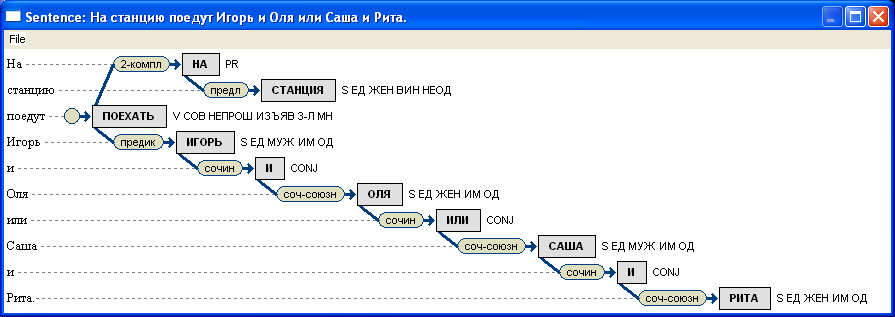 Sentence: На станцию поедут Игорь и Оля или Саша и Рита.
File
На 2-компл НА PR
станцию предл СТАНЦИЯ S ЕД ЖЕН ВИН НЕОД
поедут ПОЕХАТЬ V СОВ НЕПРОШ ИЗЪЯВ 3-Л МН
Игорь предик ИГОРЬ S ЕД МУЖ ИМ ОД
и сочин И CONJ
Оля соч-союзн ОЛЯ S ЕД ЖЕН ИМ ОД
или сочин ИЛИ CONJ
Саша соч-союзн САША S ЕД МУЖ ИМ ОД
и сочин И CONJ
Рита. соч-союзн РИТА S ЕД ЖЕН ИМ ОД